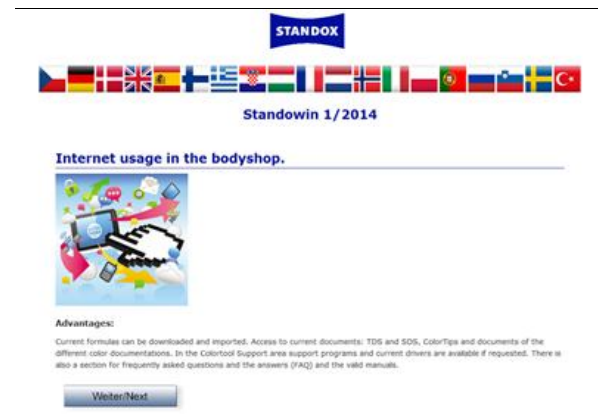 STANDOX
Standowin 1/2014
Internet usage in the bodyshop.
Advantages:
Current formulas can be downloaded and imported. Access to current documents: TDS and SDS, ColorTips and documents of the
different color documentations. In the Colortool Support area support programs and current drivers are available if requested. There is
also a section for frequently asked questions and the answers (FAQ) and the valid manuals.
Weiter/Next